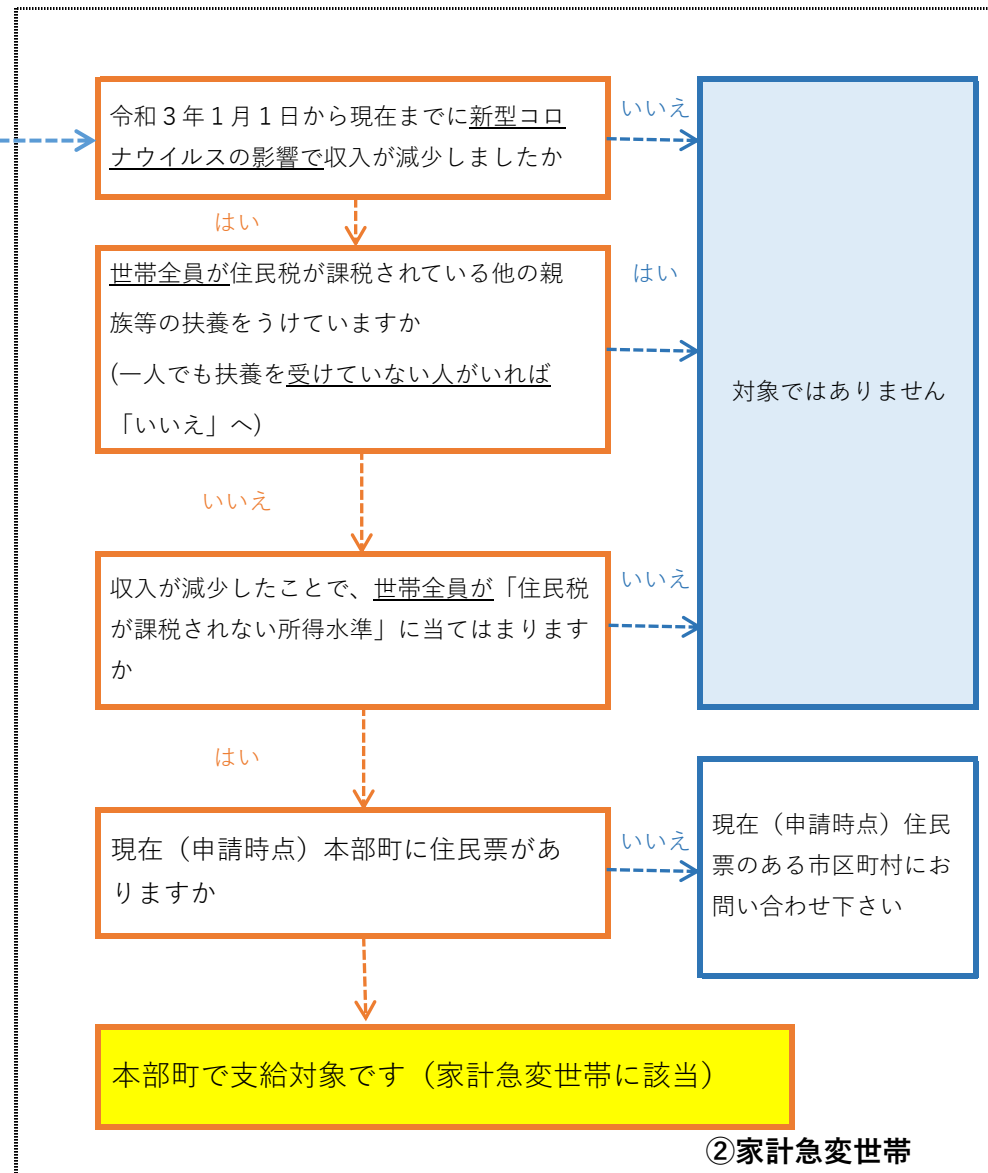 令和３年１月１日から現在までに新型コロ
ナウイルスの影響で収入が減少しましたか
いいえ
はい
世帯全員が住民税が課税されている他の親
族等の扶養をうけていますか
(一人でも扶養を受けていない人がいれば
「いいえ」へ)
はい
対象ではありません
いいえ
収入が減少したことで、世帯全員が「住民税
が課税されない所得水準」に当てはまります
か
いいえ
はい
現在（申請時点）本部町に住民票があ
りますか
いいえ
現在（申請時点）住民
票のある市区町村にお
問い合わせ下さい
本部町で支給対象です（家計急変世帯に該当）
②家計急変世帯